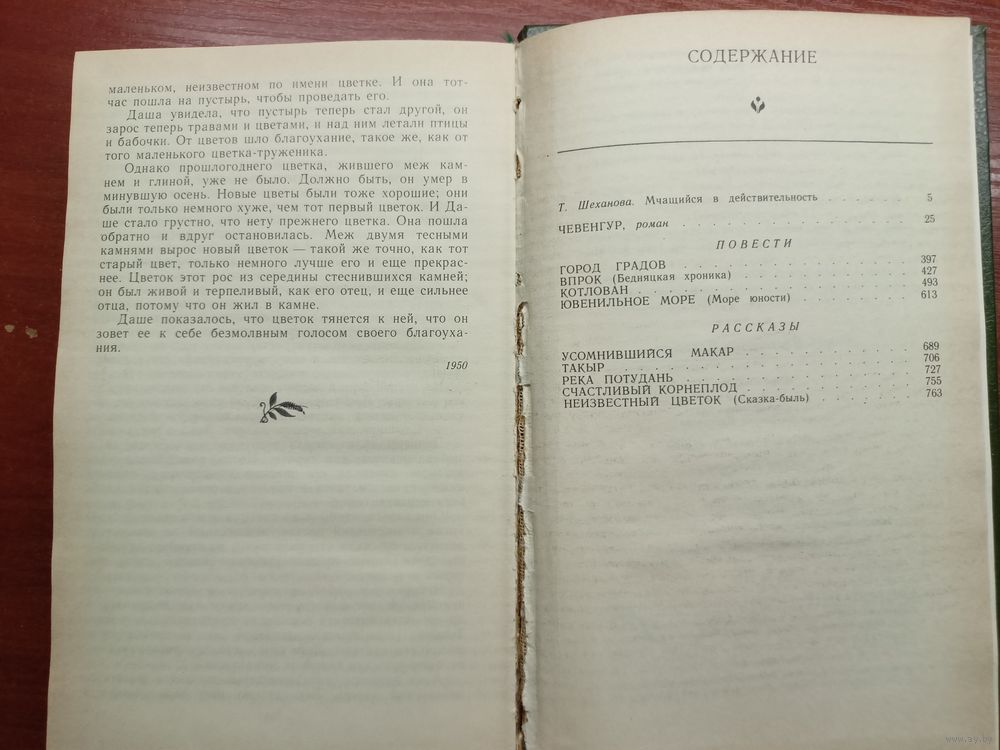 маленьком, неизвестном по имени цветке. И она тот-
час пошла на пустырь, чтобы проведать его.
Даша увидела, что пустырь теперь стал другой, он
зарос теперь травами и цветами, и над ним летали птицы
и бабочки. От цветов шло благоухание, такое же, как от
того маленького цветка-труженика.
Однако прошлогоднего цветка, жившего меж кам-
нем и глиной, уже не было. Должно быть, он умер в
минувшую осень. Новые цветы были тоже хорошие; они
были только немного хуже, чем тот первый цветок. И Да-
ше стало грустно, что нету прежнего цветка. Она пошла
обратно и вдруг остановилась. Меж двумя тесными
камнями вырос новый цветок — такой же точно, как тот
старый цвет, только немного лучше его и еще прекрас-
нее. Цветок этот рос из середины стеснившихся камней;
он был живой и терпеливый, как его отец, и еще сильнее
отца, потому что он жил в камне.
Даше показалось, что цветок тянется к ней, что он
зовет ее к себе безмолвным голосом своего благоуха-
ния.
1950
СОДЕРЖАНИЕ
Т. Шеханова. Мчащийся в действительность . . . . . . 5
ЧЕВЕНГУР, роман . . . . . . . . . . 25
ПОВЕСТИ
ГОРОД ГРАДОВ . . . . . . . . . . 397
ВПРОК (Бедняцкая хроника) . . . . . . . . 427
КОТЛОВАН . . . . . . . . . . 493
ЮВЕНИЛЬНОЕ МОРЕ (Море юности) . . . . . . 613
РАССКАЗЫ
УСОМНИВШИЙСЯ МАКАР . . . . . . . . 689
ТАКЫР . . . . . . . . . . 706
РЕКА ПОТУДАНЬ . . . . . . . . . 727
СЧАСТЛИВЫЙ КОРНЕПЛОД . . . . . . . . 755
НЕИЗВЕСТНЫЙ ЦВЕТОК (Сказка-быль) . . . . . . 763
www.ay.by